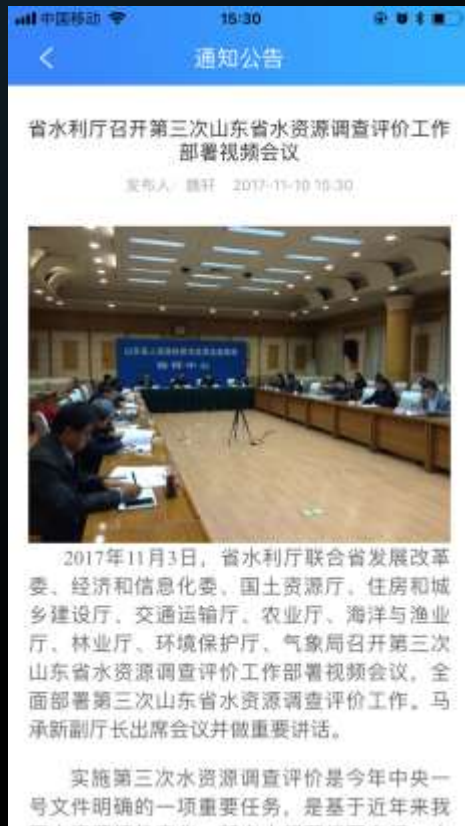 中国移动
15:30
通知公告
省水利厅召开第三次山东省水资源调查评价工作
部署视频会议
发布人 魏轩 2017-11-10 15:30
指挥中心
2017年11月3日，省水利厅联合省发展改革
委、经济和信息化委、国土资源厅、住房和城
乡建设厅、交通运输厅、农业厅、海洋与渔业
厅、林业厅、环境保护厅、气象局召开第三次
山东省水资源调查评价工作部署视频会议，全
面部署第三次山东省水资源调查评价工作。马
承新副厅长出席会议并做重要讲话。
实施第三次水资源调查评价是今年中央一
号文件明确的一项重要任务，是基于近年来我